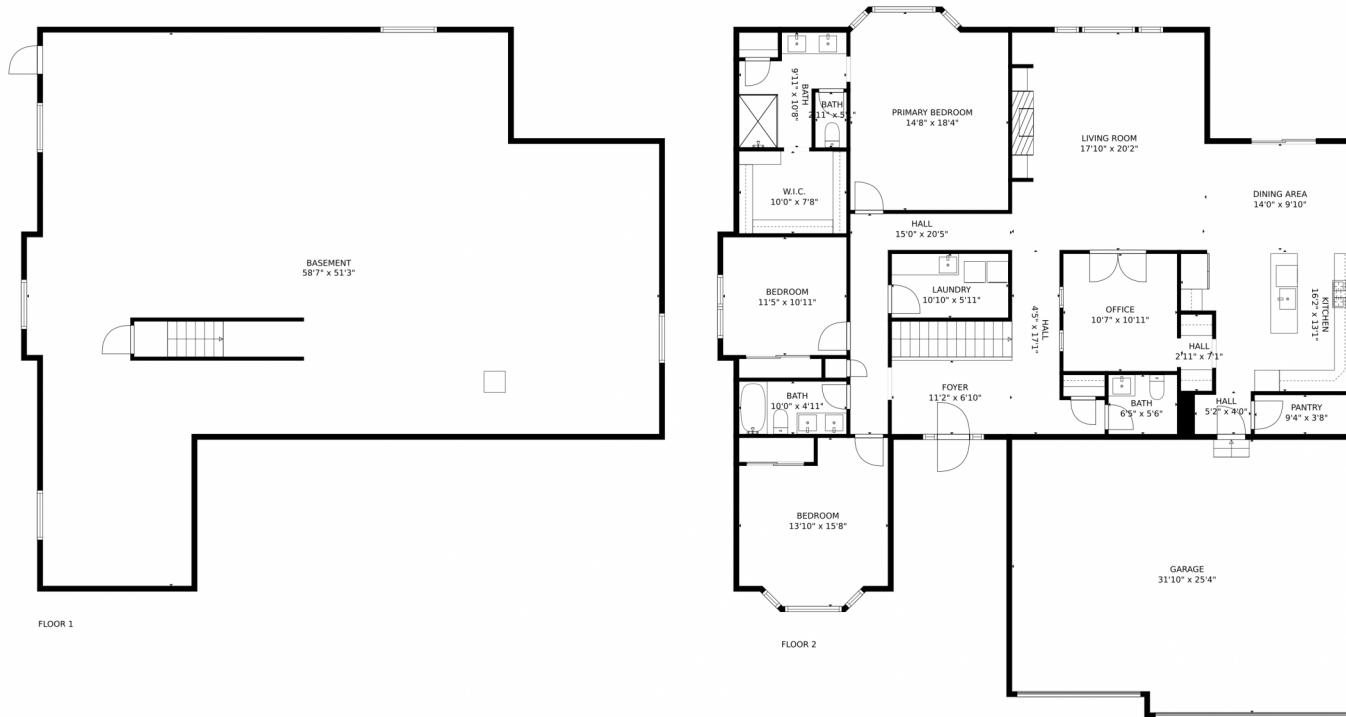 BASEMENT
58'7" x 51'3"
FLOOR 1
BATH
9'11" x 10'8"
BATH
PRIMARY BEDROOM
14'8" x 18'4"
LIVING ROOM
17'10" x 20'2"
W.I.C.
10'0" x 7'8"
DINING AREA
14'0" x 9'10"
HALL
15'0" x 20'5"
BEDROOM
11'5" x 10'11"
LAUNDRY
10'10" x 5'11"
HALL
4'5" x 17'1"
OFFICE
10'7" x 10'11"
KITCHEN
16'2" x 13'1"
HALL
2'11" x 7'1"
FOYER
11'2" x 6'10"
BATH
10'0" x 4'11"
BATH
6'5" x 5'6"
HALL
5'2" x 4'0"
PANTRY
9'4" x 3'8"
BEDROOM
13'10" x 15'8"
GARAGE
31'10" x 25'4"
FLOOR 2